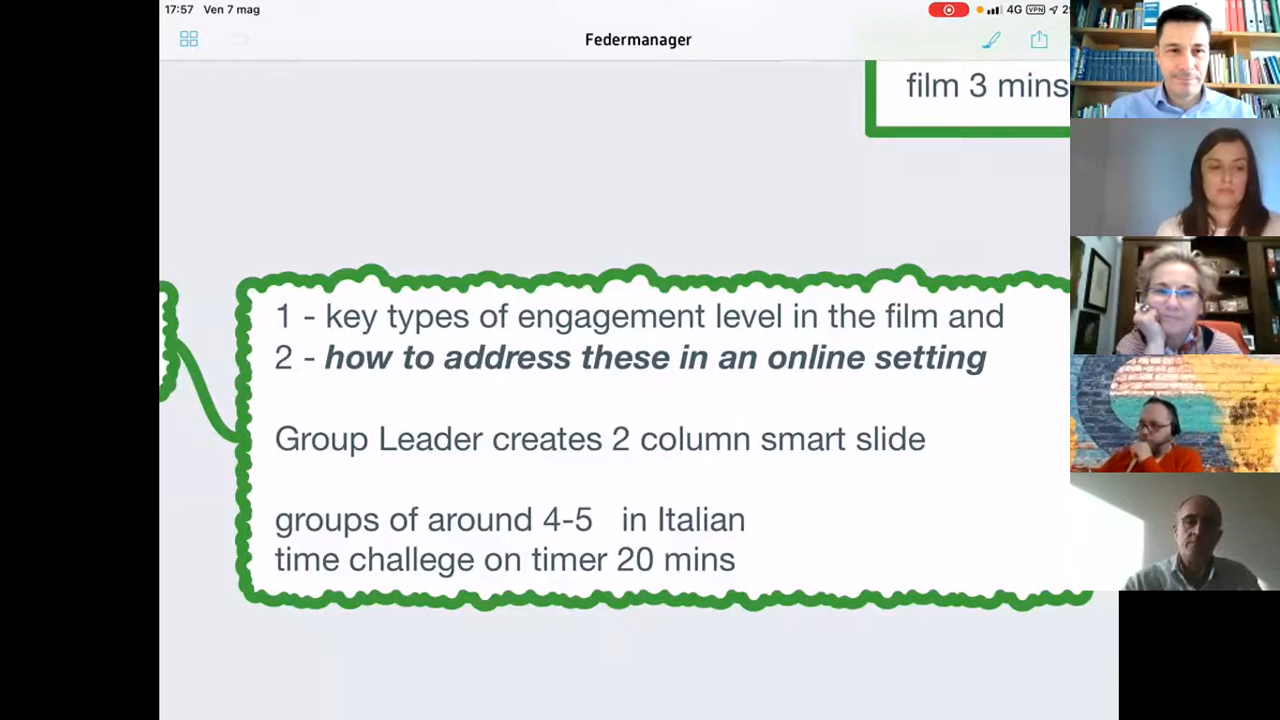 17:57 Ven 7 mag
4G VPN
Federmanager
film 3 mins
1 - key types of engagement level in the film and
2 - how to address these in an online setting
Group Leader creates 2 column smart slide
groups of around 4-5 in Italian
time challege on timer 20 mins